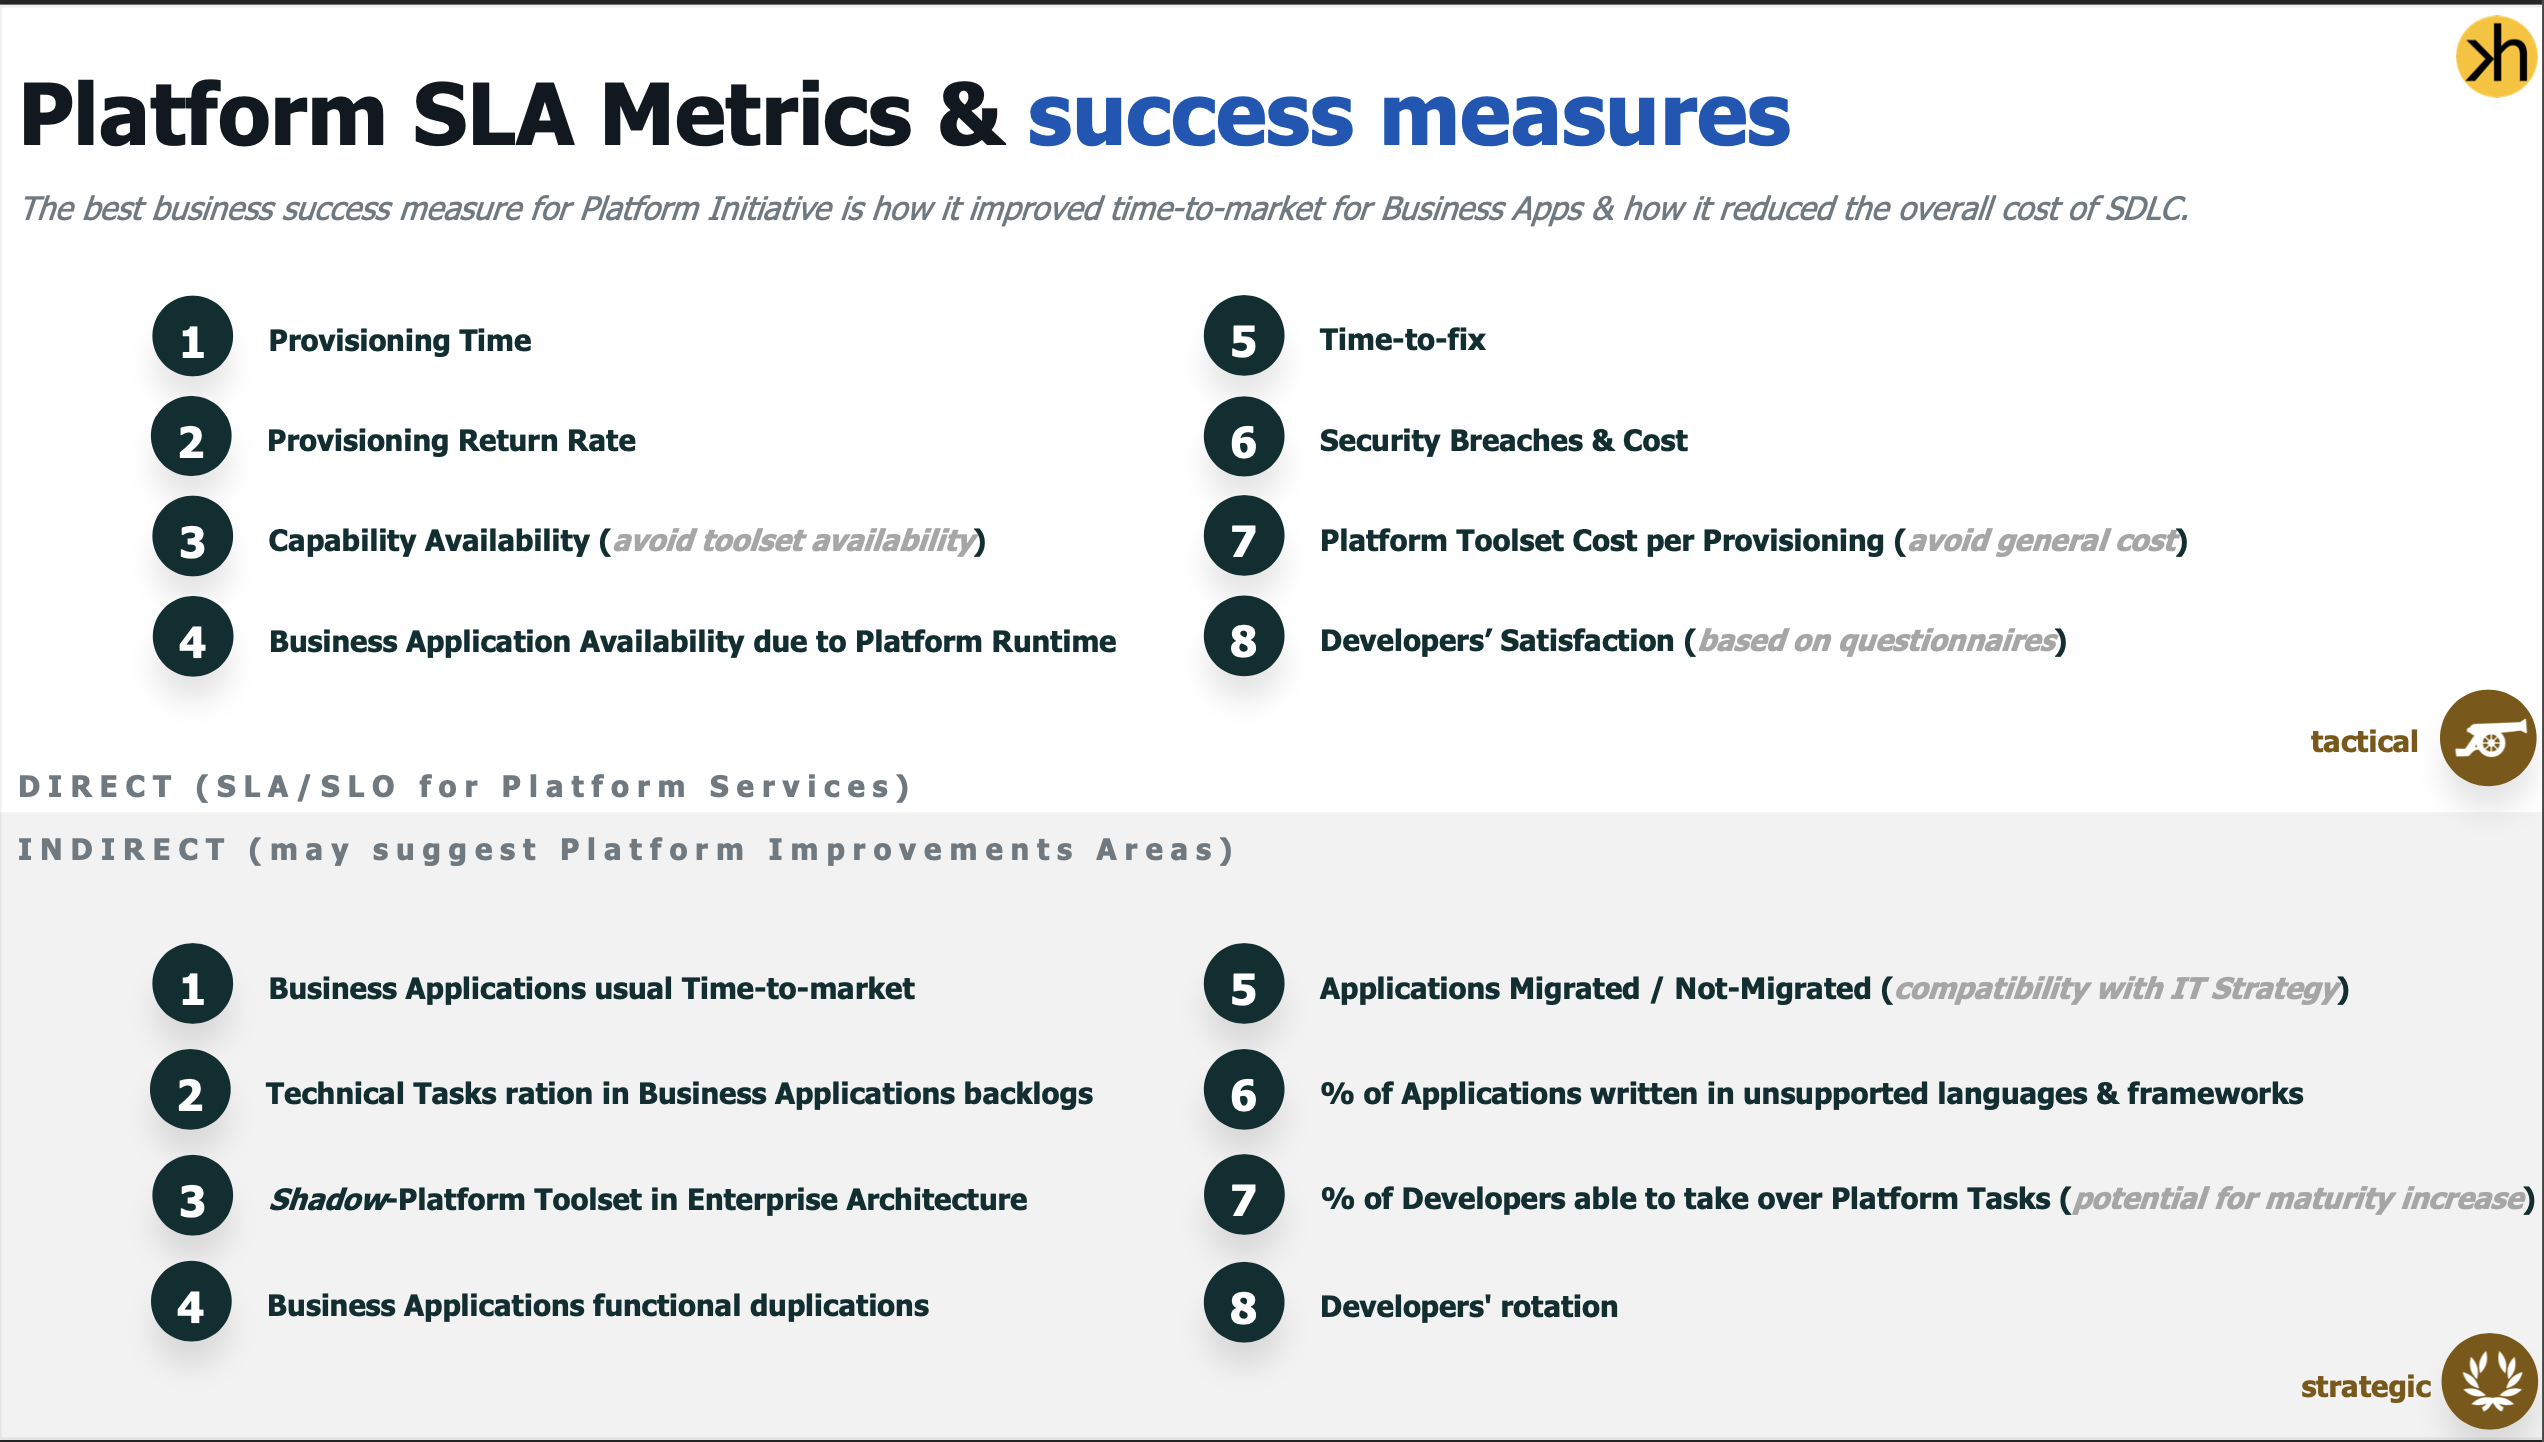 kh
Platform SLA Metrics & success measures
The best business success measure for Platform Initiative is how it improved time-to-market for Business Apps & how it reduced the overall cost of SDLC.
1 Provisioning Time
2 Provisioning Return Rate
3 Capability Availability (avoid toolset availability)
4 Business Application Availability due to Platform Runtime
5 Time-to-fix
6 Security Breaches & Cost
7 Platform Toolset Cost per Provisioning (avoid general cost)
8 Developers’ Satisfaction (based on questionnaires)
tactical
DIRECT (SLA/SLO for Platform Services)
INDIRECT (may suggest Platform Improvements Areas)
1 Business Applications usual Time-to-market
2 Technical Tasks ration in Business Applications backlogs
3 Shadow-Platform Toolset in Enterprise Architecture
4 Business Applications functional duplications
5 Applications Migrated / Not-Migrated (compatibility with IT Strategy)
6 % of Applications written in unsupported languages & frameworks
7 % of Developers able to take over Platform Tasks (potential for maturity increase)
8 Developers' rotation
strategic